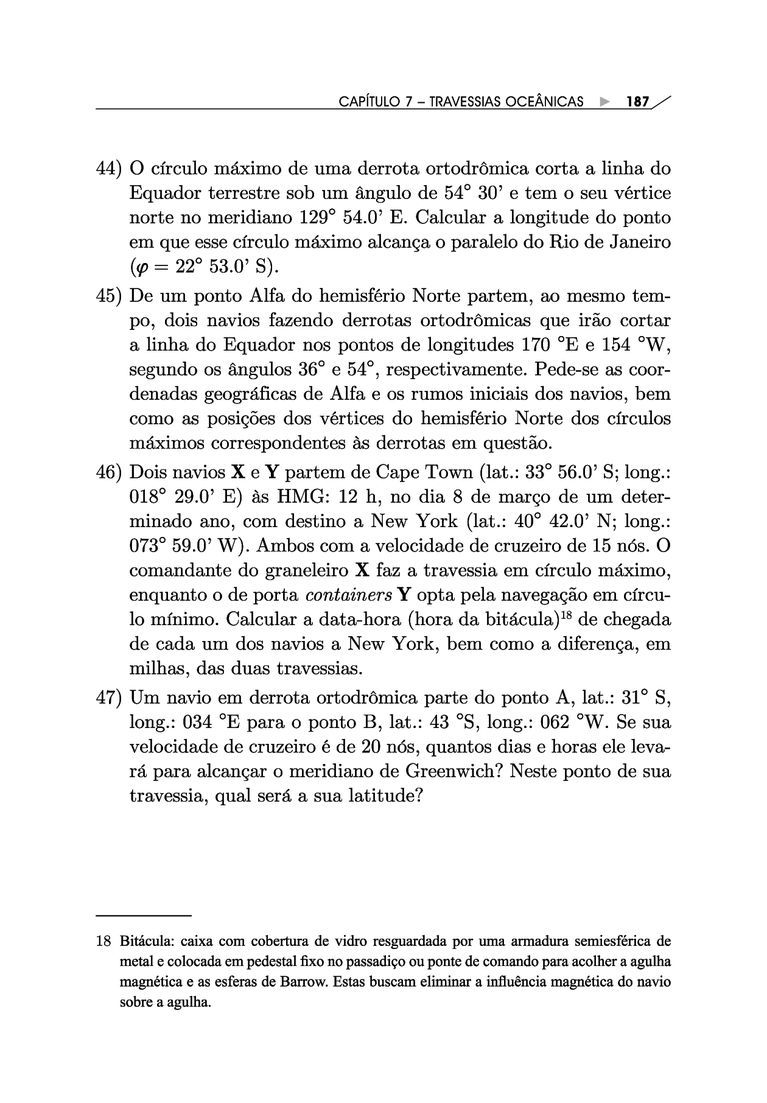 CAPÍTULO 7 – TRAVESSIAS OCEÂNICAS ▶ 187
44) O círculo máximo de uma derrota ortodrômica corta a linha do
Equador terrestre sob um ângulo de 54° 30’ e tem o seu vértice
norte no meridiano 129° 54.0’ E. Calcular a longitude do ponto
em que esse círculo máximo alcança o paralelo do Rio de Janeiro
(φ = 22° 53.0’ S).
45) De um ponto Alfa do hemisfério Norte partem, ao mesmo tem-
po, dois navios fazendo derrotas ortodrômicas que irão cortar
a linha do Equador nos pontos de longitudes 170 °E e 154 °W,
segundo os ângulos 36° e 54°, respectivamente. Pede-se as coor-
denadas geográficas de Alfa e os rumos iniciais dos navios, bem
como as posições dos vértices do hemisfério Norte dos círculos
máximos correspondentes às derrotas em questão.
46) Dois navios X e Y partem de Cape Town (lat.: 33° 56.0’ S; long.:
018° 29.0’ E) às HMG: 12 h, no dia 8 de março de um deter-
minado ano, com destino a New York (lat.: 40° 42.0’ N; long.:
073° 59.0’ W). Ambos com a velocidade de cruzeiro de 15 nós. O
comandante do graneleiro X faz a travessia em círculo máximo,
enquanto o de porta containers Y opta pela navegação em círcu-
lo mínimo. Calcular a data-hora (hora da bitácula)18 de chegada
de cada um dos navios a New York, bem como a diferença, em
milhas, das duas travessias.
47) Um navio em derrota ortodrômica parte do ponto A, lat.: 31° S,
long.: 034 °E para o ponto B, lat.: 43 °S, long.: 062 °W. Se sua
velocidade de cruzeiro é de 20 nós, quantos dias e horas ele leva-
rá para alcançar o meridiano de Greenwich? Neste ponto de sua
travessia, qual será a sua latitude?
18 Bitácula: caixa com cobertura de vidro resguardada por uma armadura semiesférica de
metal e colocada em pedestal fixo no passadiço ou ponte de comando para acolher a agulha
magnética e as esferas de Barrow. Estas buscam eliminar a influência magnética do navio
sobre a agulha.